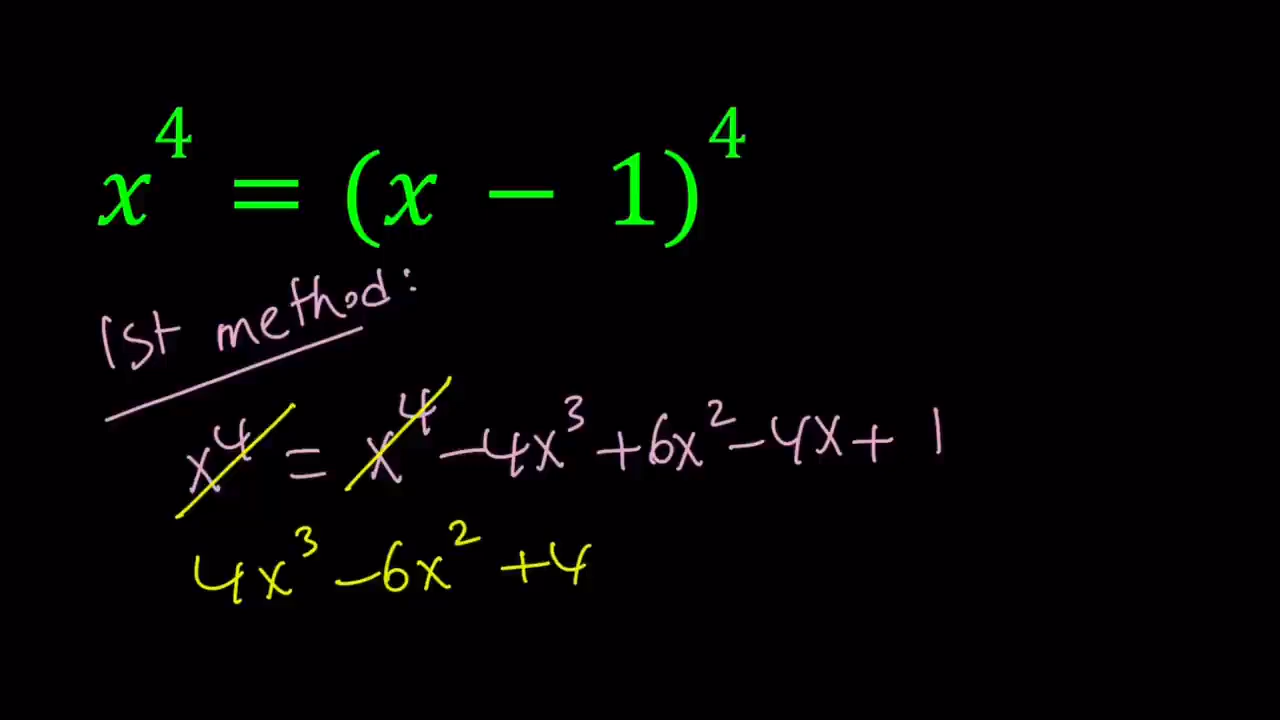 x⁴ = (x − 1)⁴
1st method:
x⁴ = x⁴ − 4x³ + 6x² − 4x + 1
4x³ − 6x² + 4